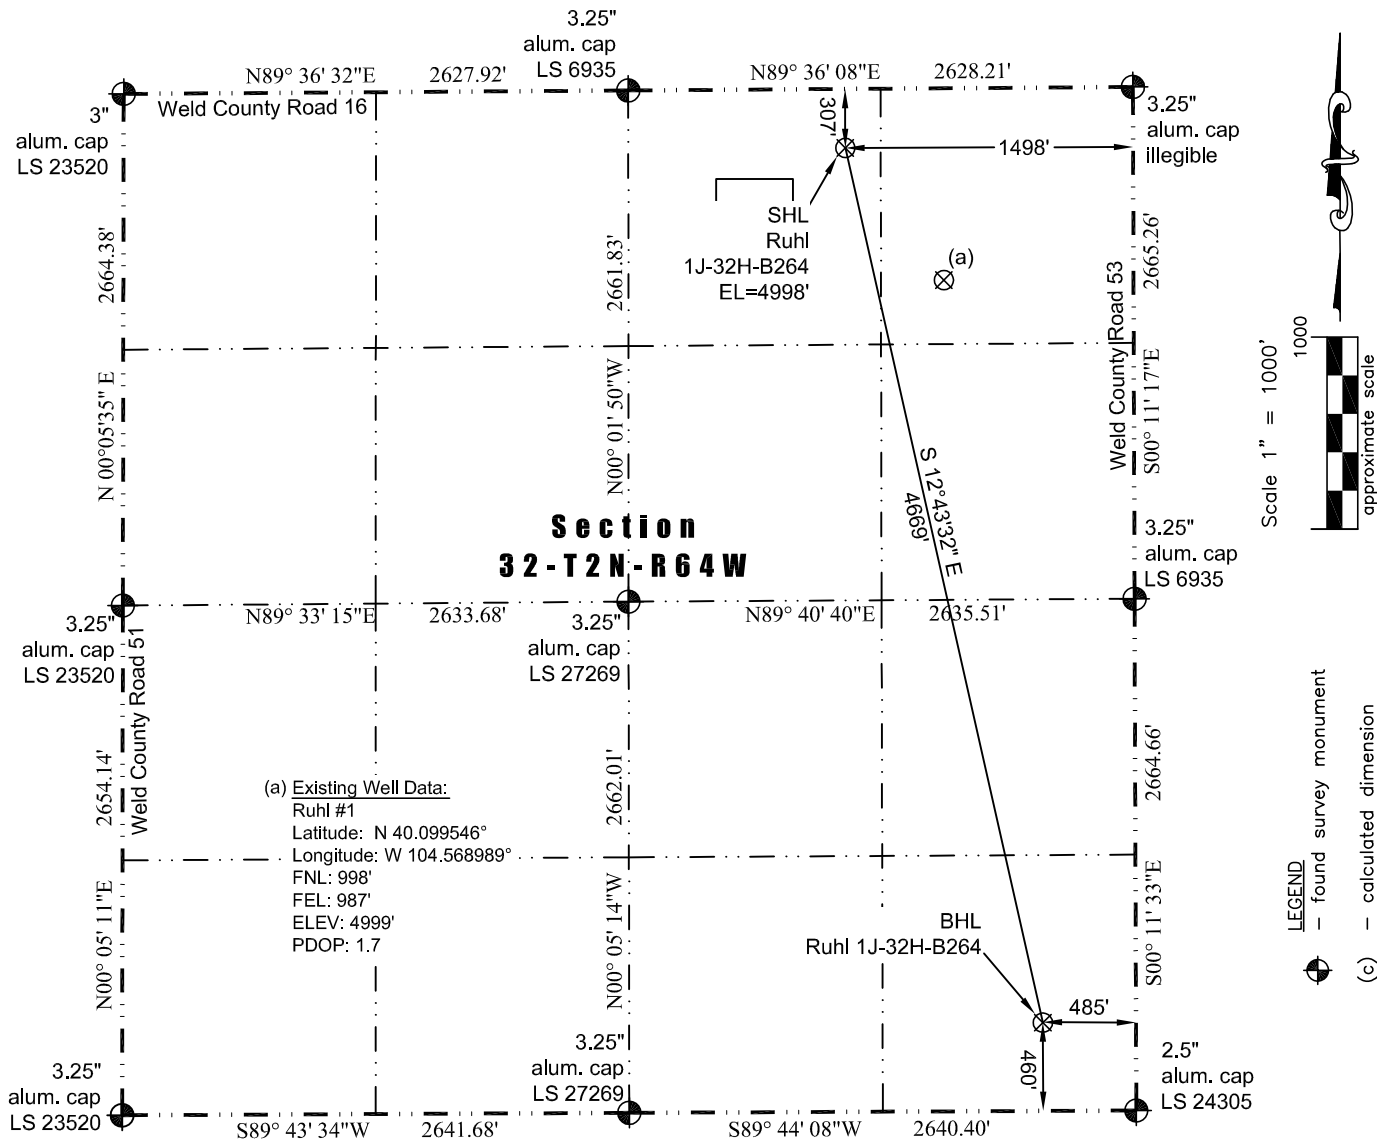 3.25"
alum. cap
LS 6935
N89° 36' 32"E 2627.92'
N89° 36' 08"E 2628.21'
Weld County Road 16
3"
alum. cap
LS 23520
3.25"
alum. cap
illegible
307'
1498'
SHL
Ruhl
1J-32H-B264
EL=4998'
(a)
2664.38'
N 00°05'35" E
2661.83'
N00° 01' 50"W
2665.26'
S00° 11' 17"E
Weld County Road 53
Scale 1" = 1000'
1000
approximate scale
S 12°43'32" E
4669'
Section
32-T2N-R64W
3.25"
alum. cap
LS 6935
N89° 33' 15"E 2633.68'
N89° 40' 40"E 2635.51'
3.25"
alum. cap
LS 23520
3.25"
alum. cap
LS 27269
Weld County Road 51
2654.14'
N00° 05' 11"E
2662.01'
N00° 05' 14"W
2664.66'
S00° 11' 33"E
(a) Existing Well Data:
Ruhl #1
Latitude: N 40.099546°
Longitude: W 104.568989°
FNL: 998'
FEL: 987'
ELEV: 4999'
PDOP: 1.7
BHL
Ruhl 1J-32H-B264
485'
460'
LEGEND
– found survey monument
(c) – calculated dimension
3.25"
alum. cap
LS 23520
3.25"
alum. cap
LS 27269
2.5"
alum. cap
LS 24305
S89° 43' 34"W 2641.68'
S89° 44' 08"W 2640.40'